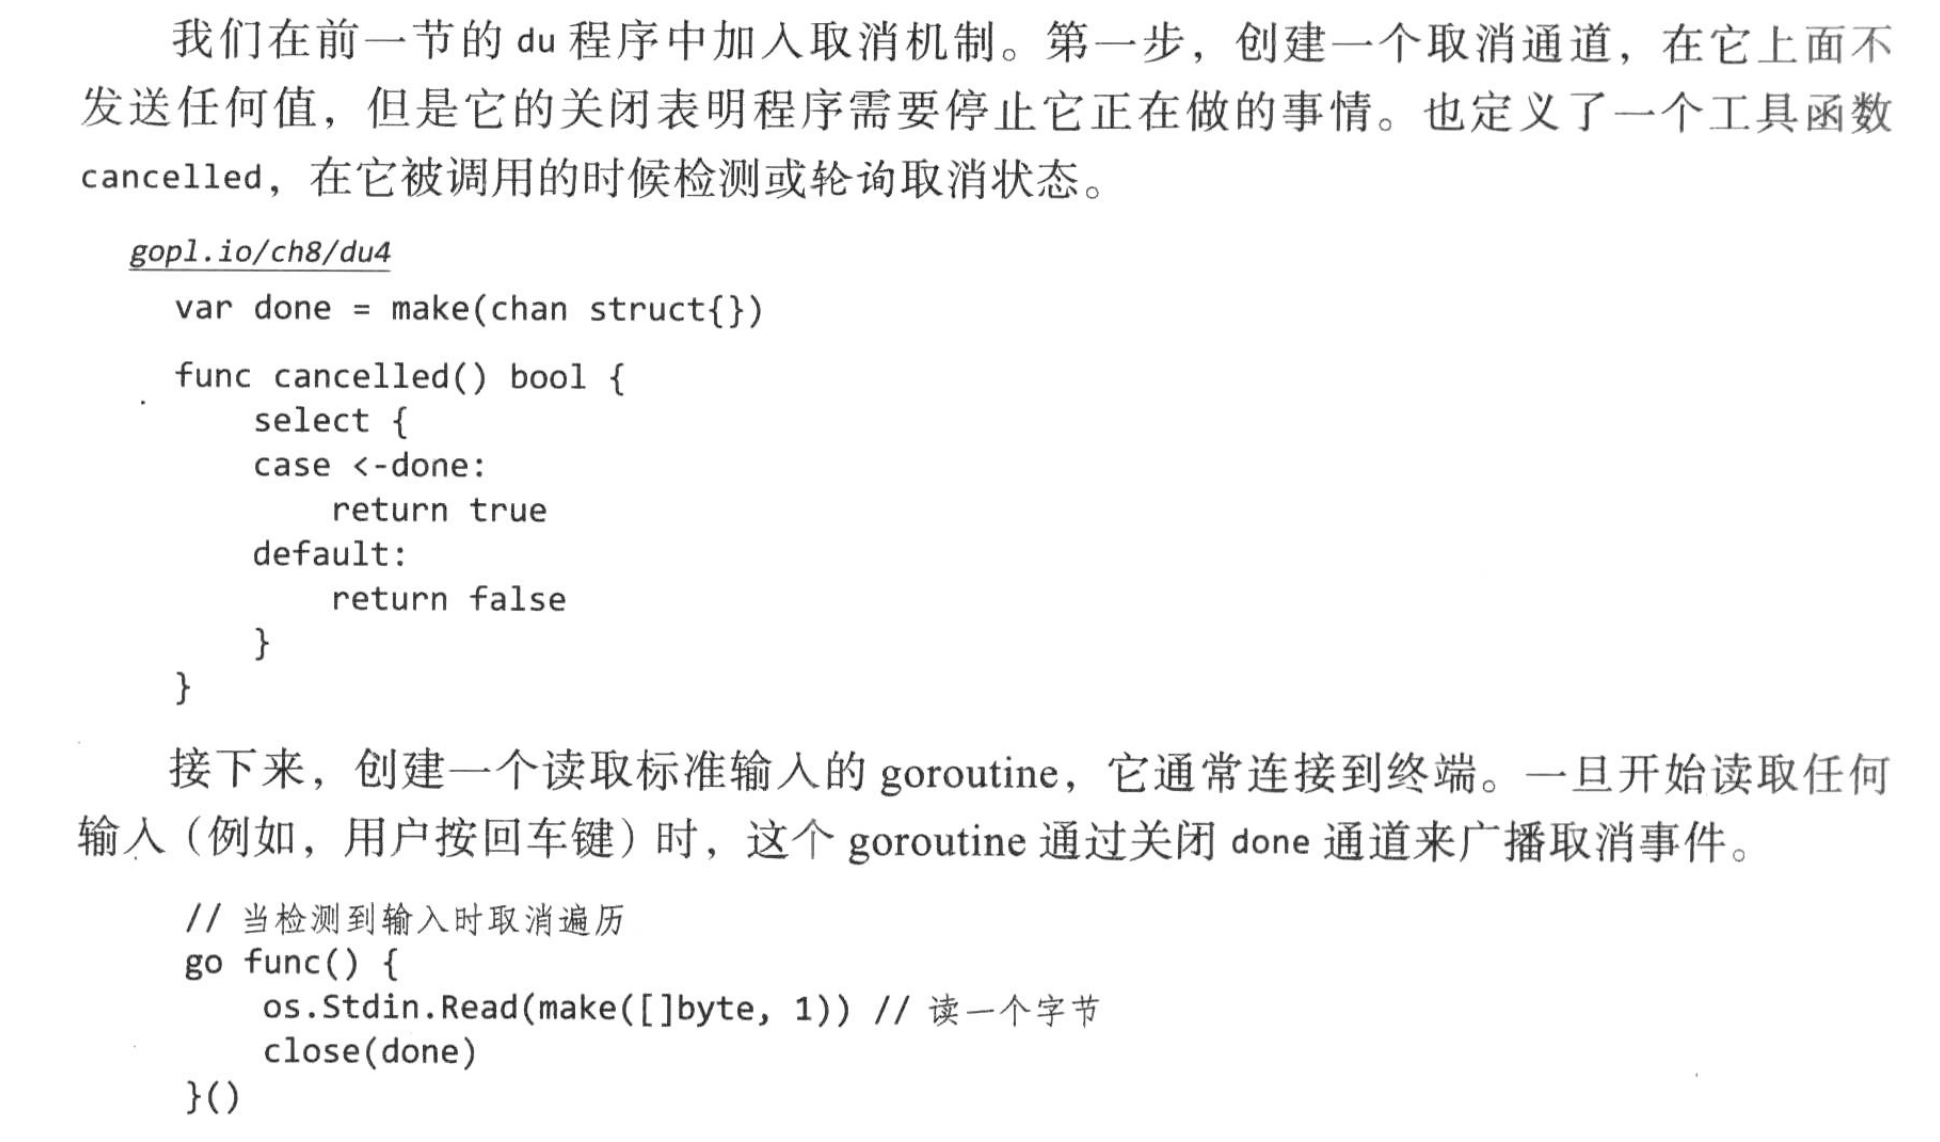 我们在前一节的 du 程序中加入取消机制。第一步，创建一个取消通道，在它上面不
发送任何值，但是它的关闭表明程序需要停止它正在做的事情。也定义了一个工具函数
cancelled，在它被调用的时候检测或轮询取消状态。
gopl.io/ch8/du4
var done = make(chan struct{})
func cancelled() bool {
    select {
    case <-done:
        return true
    default:
        return false
    }
}
接下来，创建一个读取标准输入的 goroutine，它通常连接到终端。一旦开始读取任何
输入（例如，用户按回车键）时，这个 goroutine 通过关闭 done 通道来广播取消事件。
// 当检测到输入时取消遍历
go func() {
    os.Stdin.Read(make([]byte, 1)) // 读一个字节
    close(done)
}()